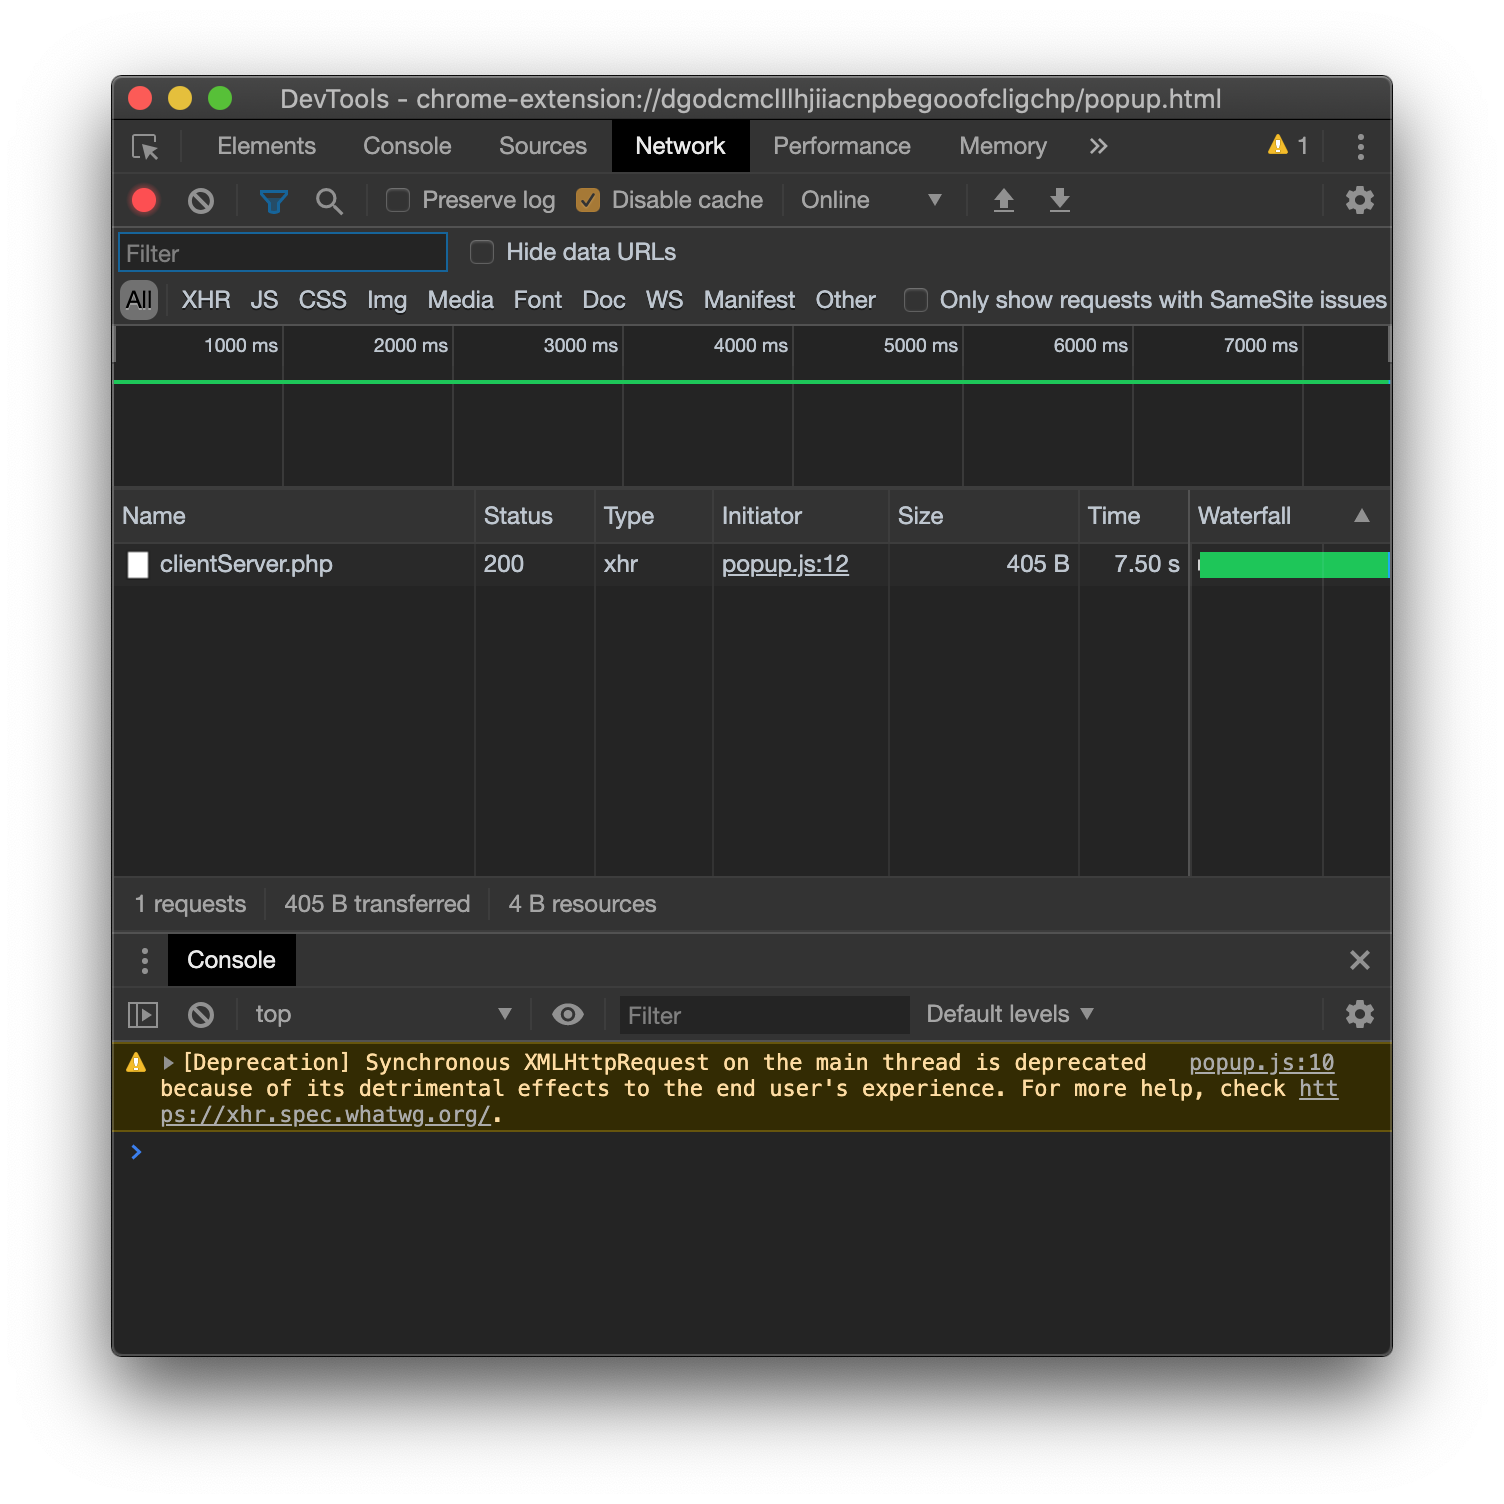 DevTools - chrome-extension://dgodcmclllhjiiacnpbegooofcligchp/popup.html
Elements Console Sources Network Performance Memory 1
Preserve log Disable cache Online
Filter Hide data URLs
All XHR JS CSS Img Media Font Doc WS Manifest Other Only show requests with SameSite issues
1000 ms 2000 ms 3000 ms 4000 ms 5000 ms 6000 ms 7000 ms
Name Status Type Initiator Size Time Waterfall
clientServer.php 200 xhr popup.js:12 405 B 7.50 s
1 requests 405 B transferred 4 B resources
Console
top Filter Default levels
[Deprecation] Synchronous XMLHttpRequest on the main thread is deprecated popup.js:10
because of its detrimental effects to the end user's experience. For more help, check htt
ps://xhr.spec.whatwg.org/.